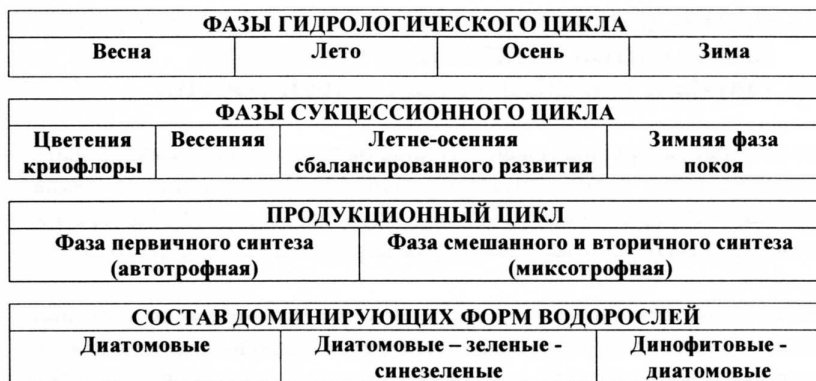 ФАЗЫ ГИДРОЛОГИЧЕСКОГО ЦИКЛА
Весна Лето Осень Зима
ФАЗЫ СУКЦЕССИОННОГО ЦИКЛА
Цветения Весенняя Летне-осенняя Зимняя фаза
криофлоры сбалансированного развития покоя
ПРОДУКЦИОННЫЙ ЦИКЛ
Фаза первичного синтеза Фаза смешанного и вторичного синтеза
(автотрофная) (миксотрофная)
СОСТАВ ДОМИНИРУЮЩИХ ФОРМ ВОДОРОСЛЕЙ
Диатомовые Диатомовые – зеленые - Динофитовые -
синезеленые диатомовые